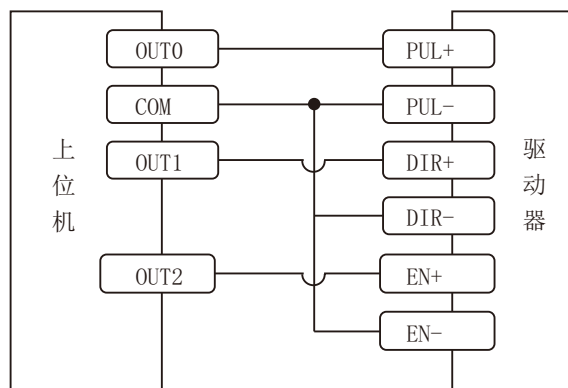 OUT0
PUL+
COM
PUL-
上位机
OUT1
DIR+
驱动器
DIR-
OUT2
EN+
EN-